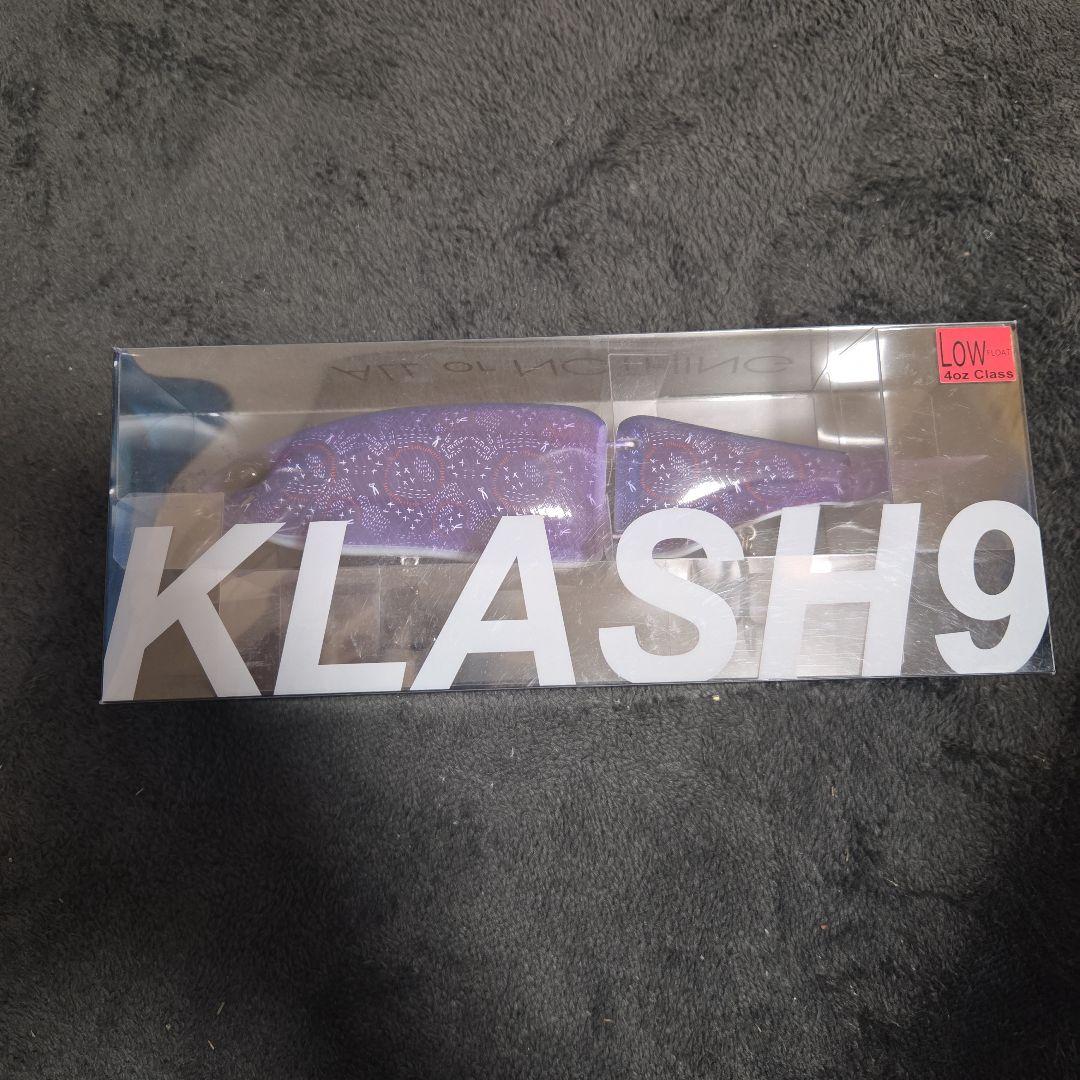 ALL or NOTHING
LOW FLOAT
4oz Class
KLASH9